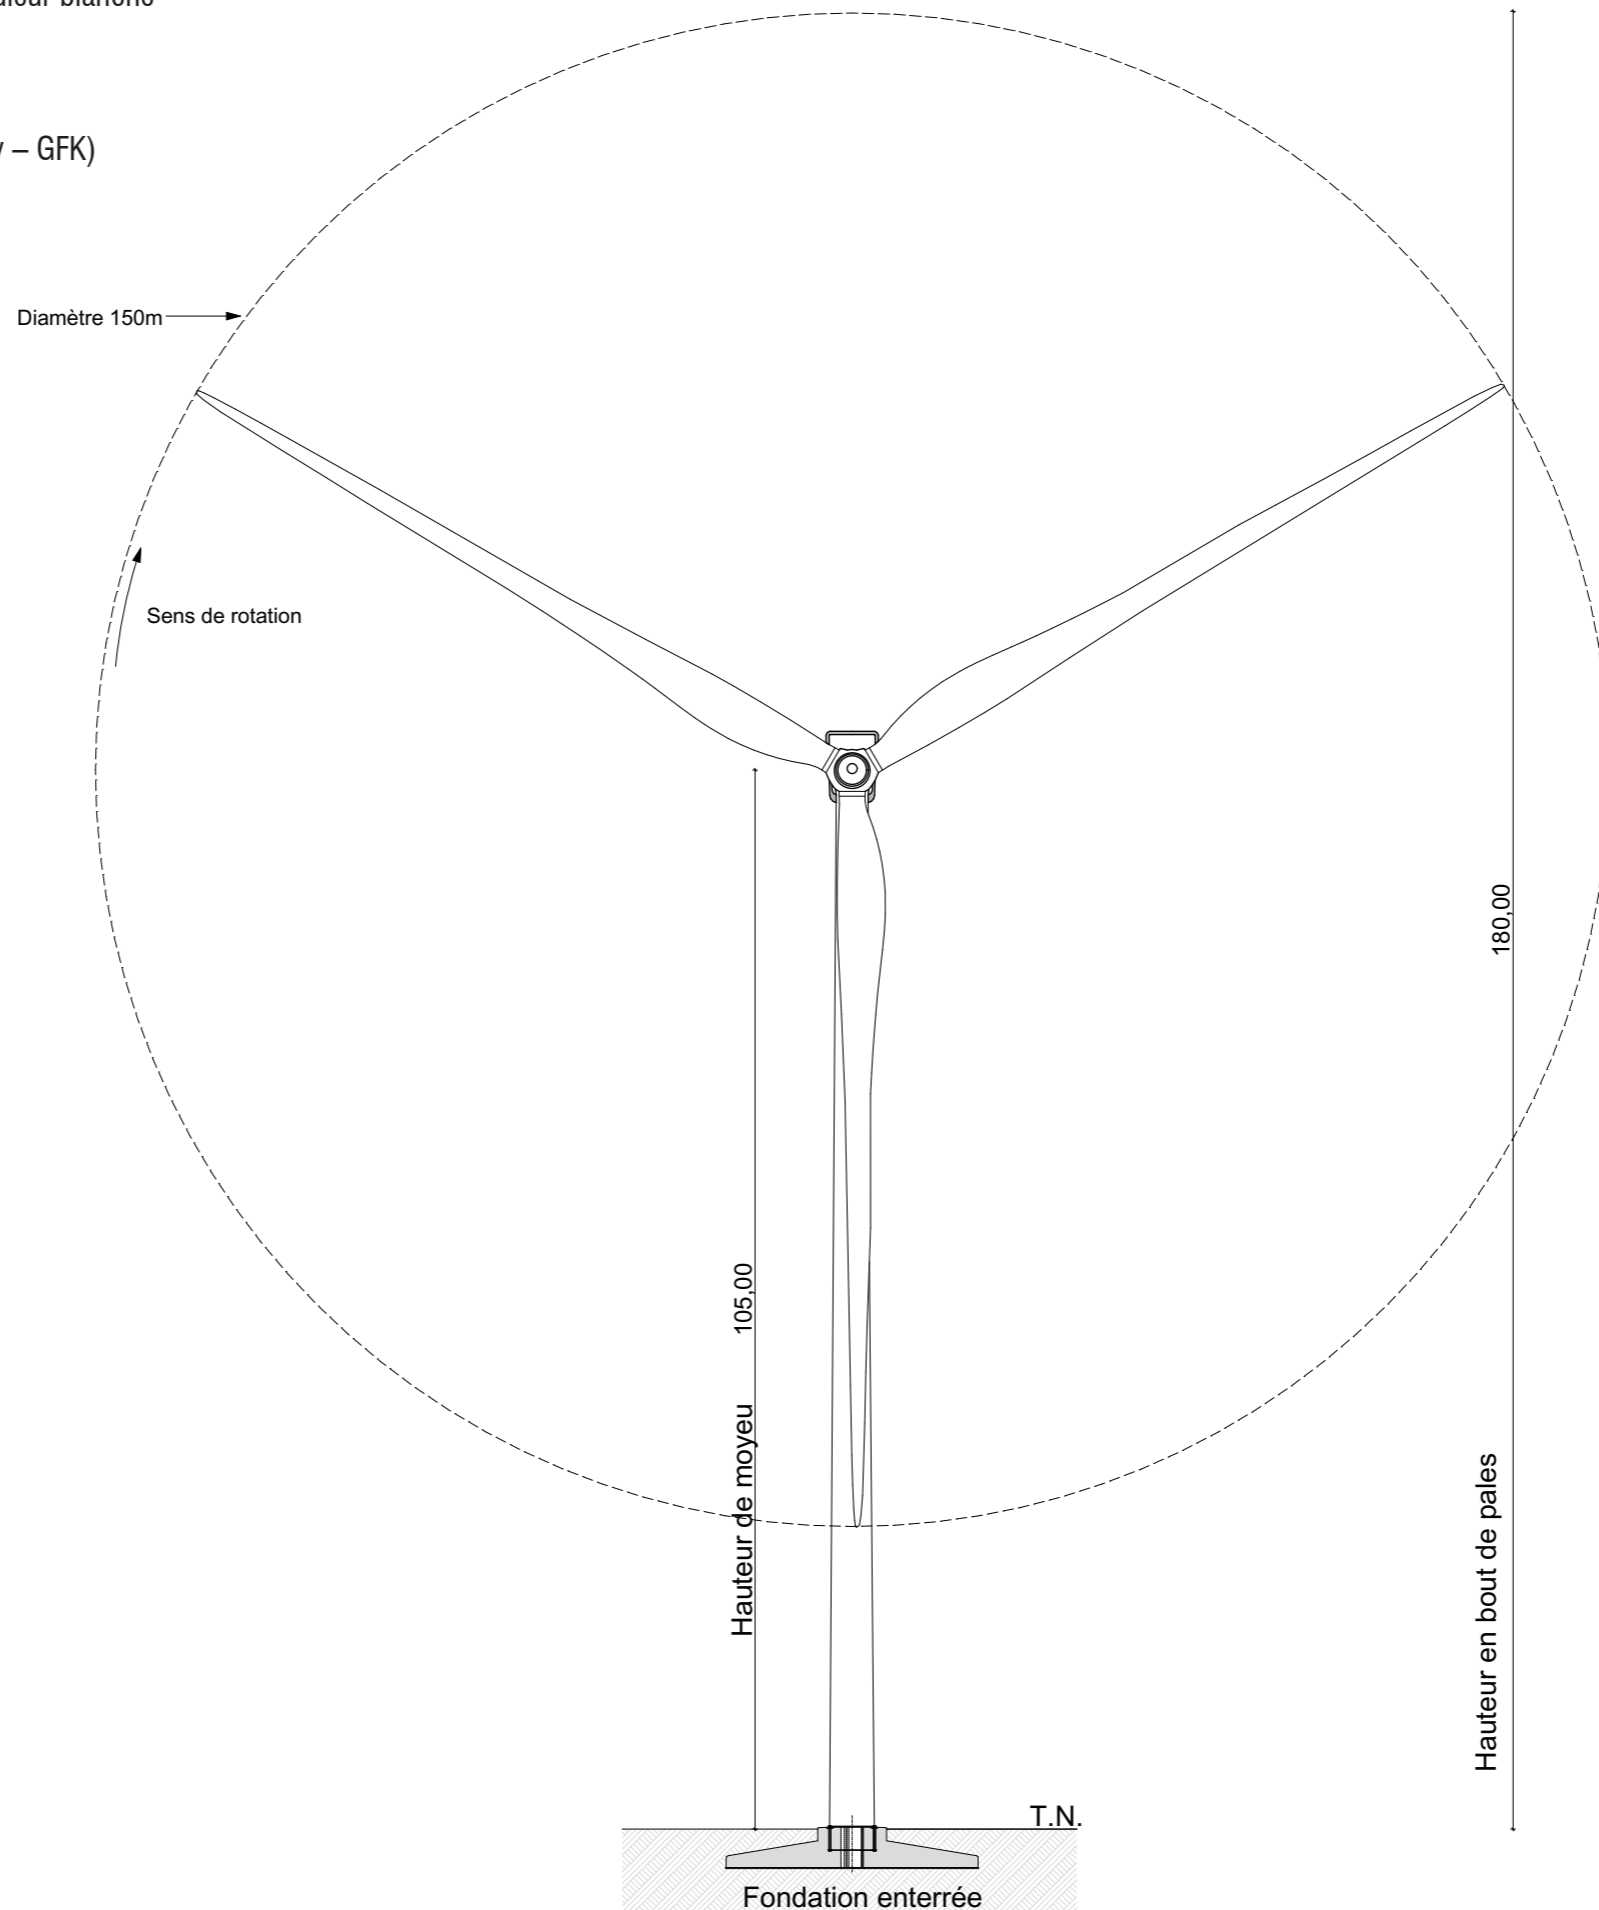 blanche
– GFK)
Diamètre 150m
Sens de rotation
180,00
105,00
Hauteur de moyeu
Hauteur en bout de pales
T.N.
Fondation enterrée